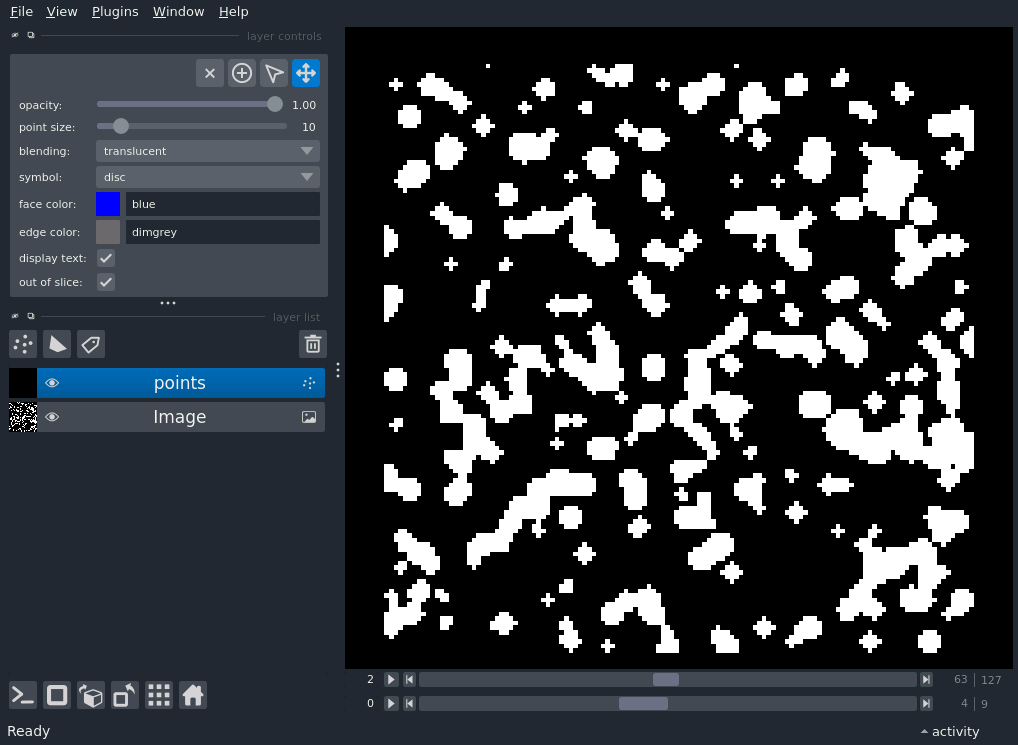 File View Plugins Window Help
layer controls
opacity: 1.00
point size: 10
blending: translucent
symbol: disc
face color: blue
edge color: dimgrey
display text:
out of slice:
layer list
points
Image
2 63 127
0 4 9
Ready activity